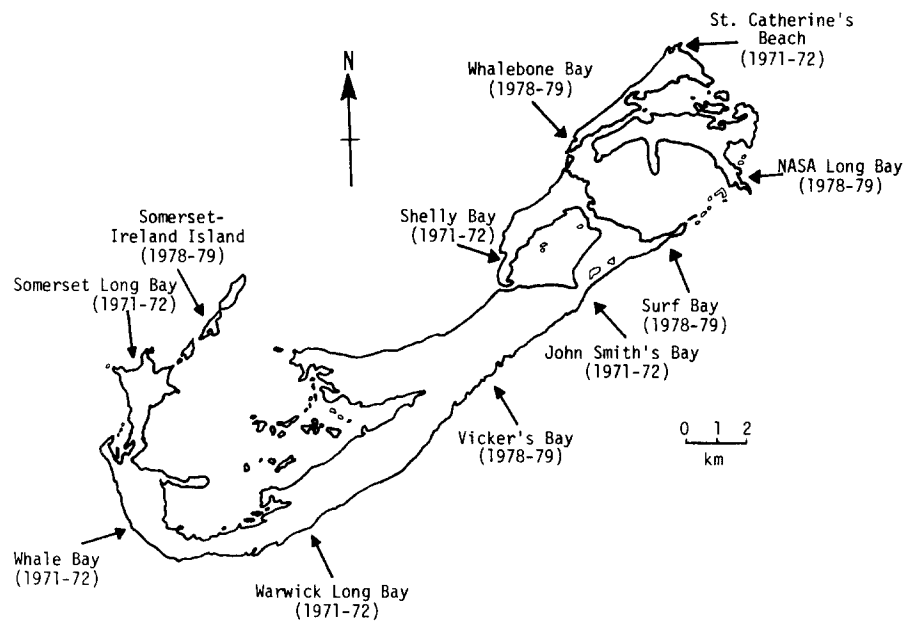 St. Catherine's
Beach
(1971-72)
N
Whalebone Bay
(1978-79)
NASA Long Bay
(1978-79)
Somerset-
Ireland Island
(1978-79)
Shelly Bay
(1971-72)
Somerset Long Bay
(1971-72)
Surf Bay
(1978-79)
John Smith's Bay
(1971-72)
Vicker's Bay
(1978-79)
0 1 2
km
Whale Bay
(1971-72)
Warwick Long Bay
(1971-72)